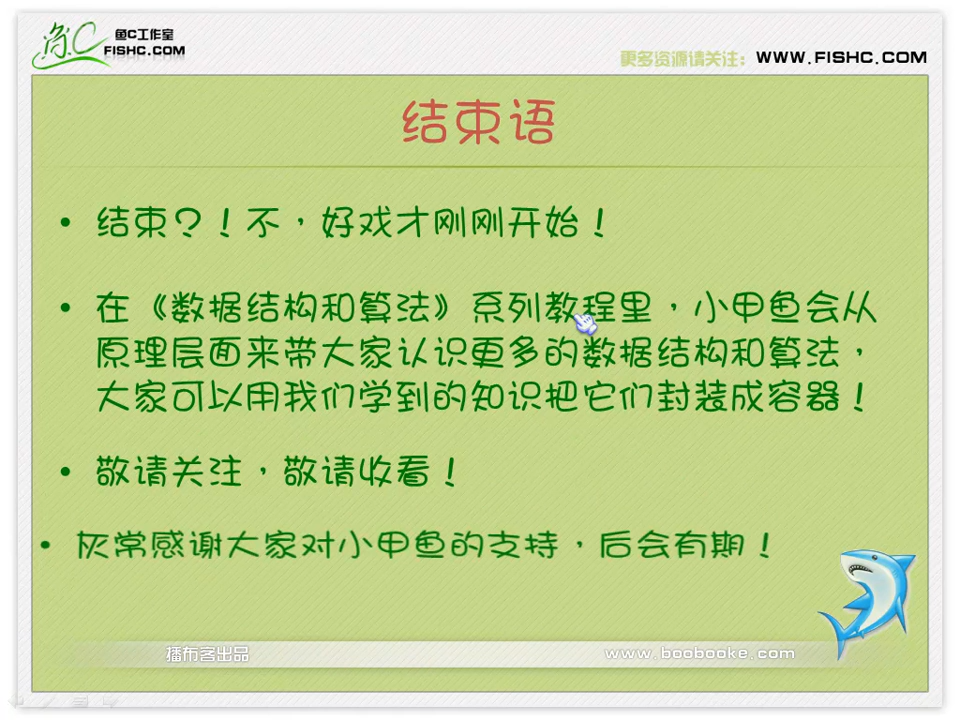 鱼C工作室
FISHC.COM
更多资源请关注：WWW.FISHC.COM
结束语
• 结束？！不，好戏才刚刚开始！
• 在《数据结构和算法》系列教程里，小甲鱼会从
原理层面来带大家认识更多的数据结构和算法，
大家可以用我们学到的知识把它们封装成容器！
• 敬请关注，敬请收看！
• 灰常感谢大家对小甲鱼的支持，后会有期！
播布客出品
www.boobooke.com